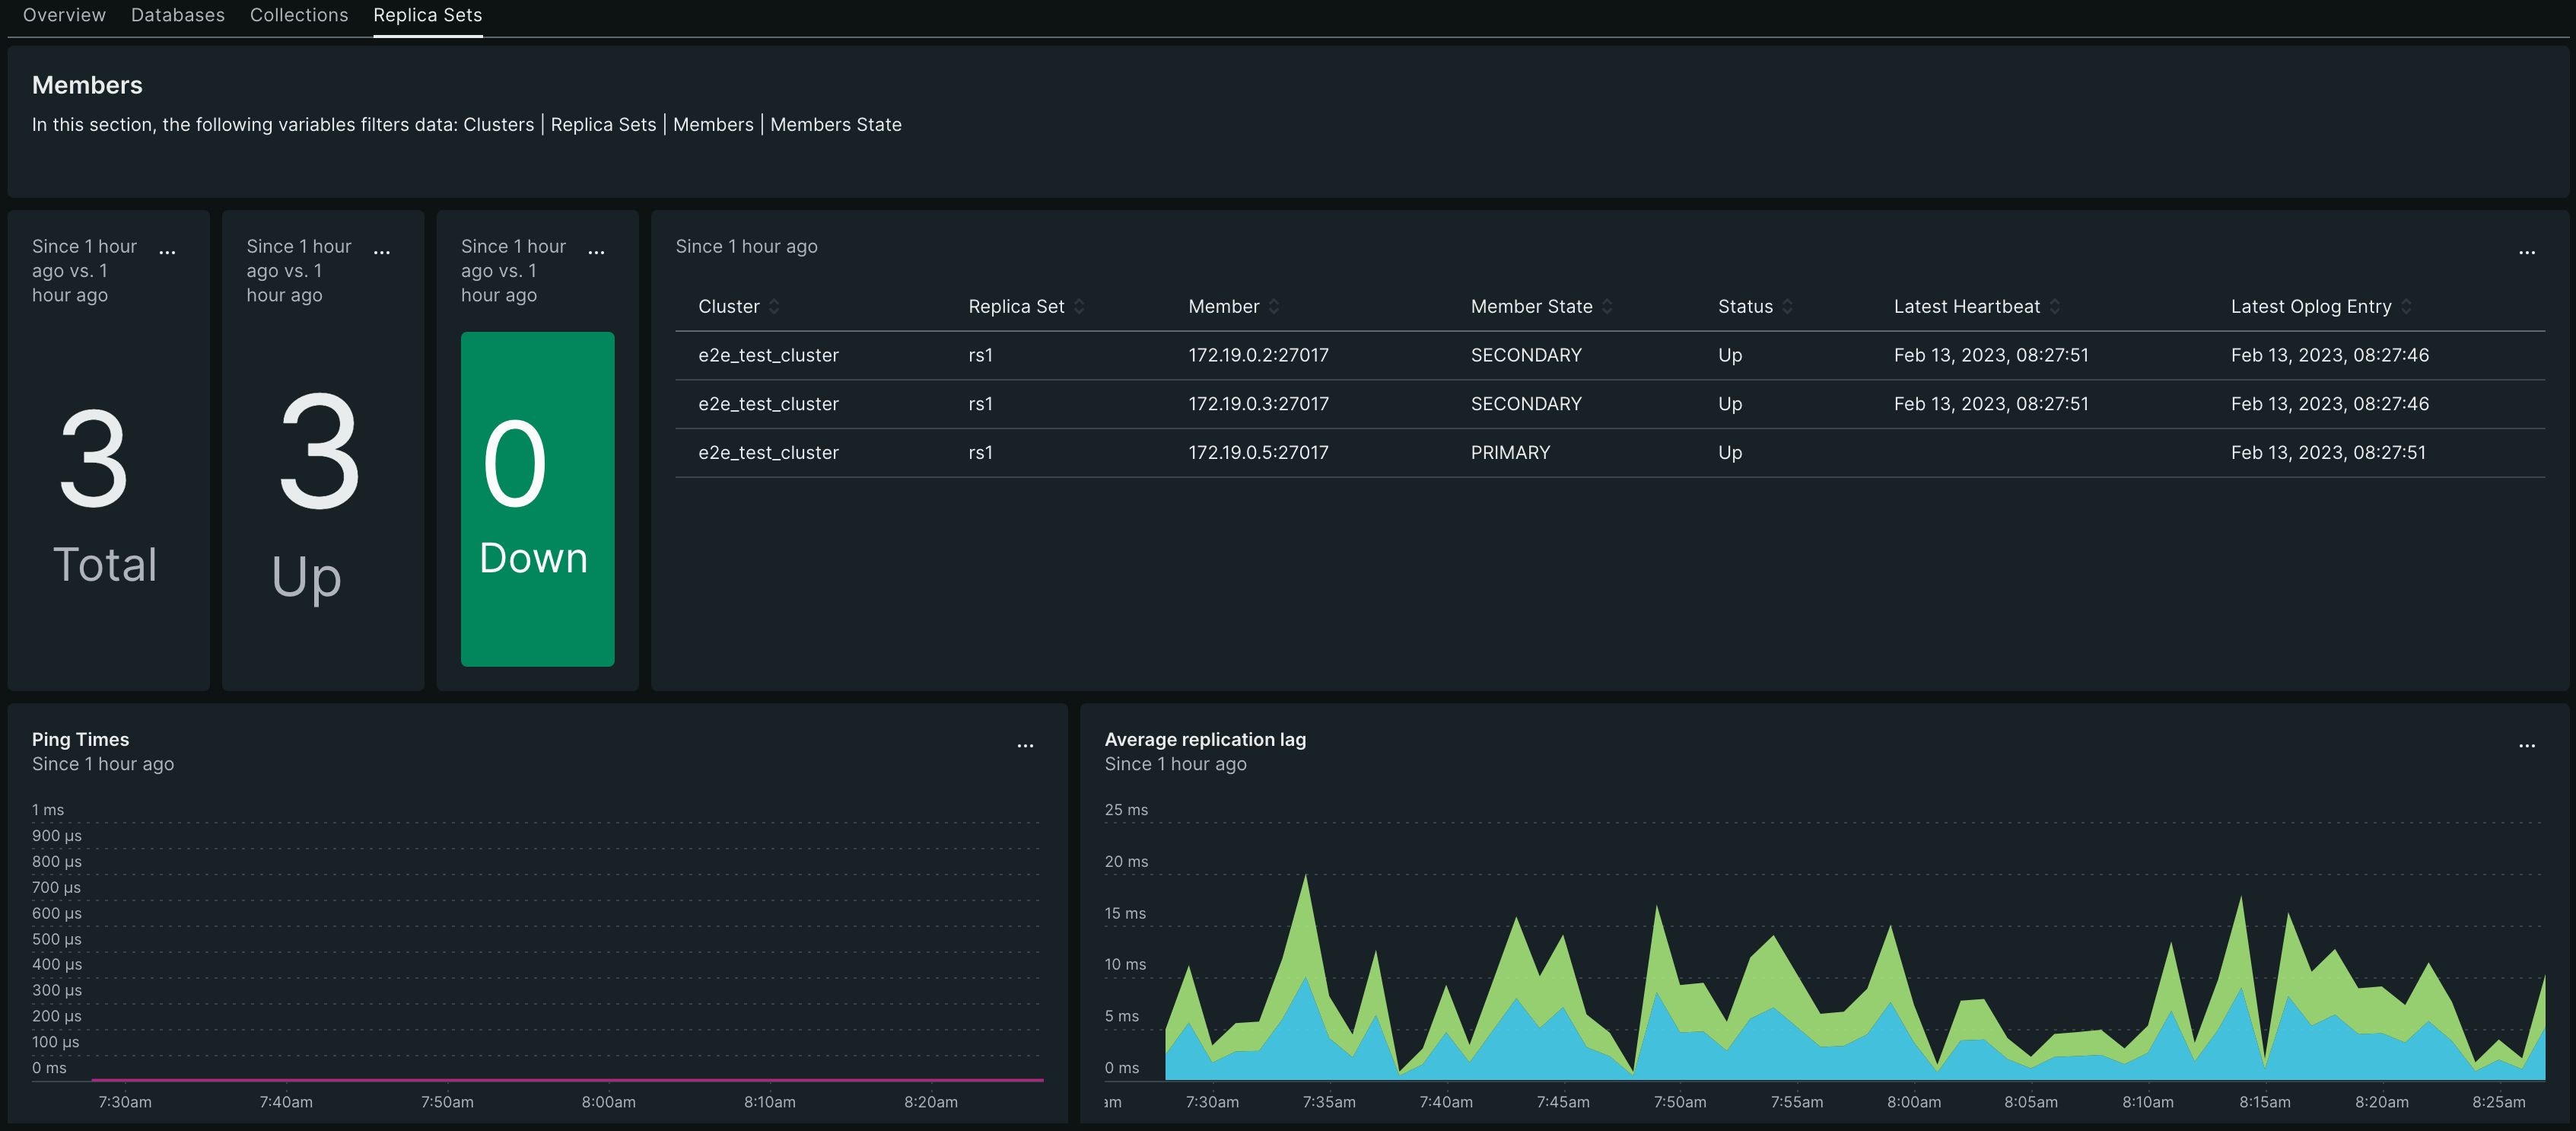 Overview Databases Collections Replica Sets
Members
In this section, the following variables filters data: Clusters | Replica Sets | Members | Members State
Since 1 hour ...
ago vs. 1
hour ago
3
Total
Since 1 hour ...
ago vs. 1
hour ago
3
Up
Since 1 hour ...
ago vs. 1
hour ago
0
Down
Since 1 hour ago ...
Cluster Replica Set Member Member State Status Latest Heartbeat Latest Oplog Entry
e2e_test_cluster rs1 172.19.0.2:27017 SECONDARY Up Feb 13, 2023, 08:27:51 Feb 13, 2023, 08:27:46
e2e_test_cluster rs1 172.19.0.3:27017 SECONDARY Up Feb 13, 2023, 08:27:51 Feb 13, 2023, 08:27:46
e2e_test_cluster rs1 172.19.0.5:27017 PRIMARY Up Feb 13, 2023, 08:27:51
Ping Times ...
Since 1 hour ago
1 ms
900 µs
800 µs
700 µs
600 µs
500 µs
400 µs
300 µs
200 µs
100 µs
0 ms
7:30am 7:40am 7:50am 8:00am 8:10am 8:20am
Average replication lag ...
Since 1 hour ago
25 ms
20 ms
15 ms
10 ms
5 ms
0 ms
am 7:30am 7:35am 7:40am 7:45am 7:50am 7:55am 8:00am 8:05am 8:10am 8:15am 8:20am 8:25am